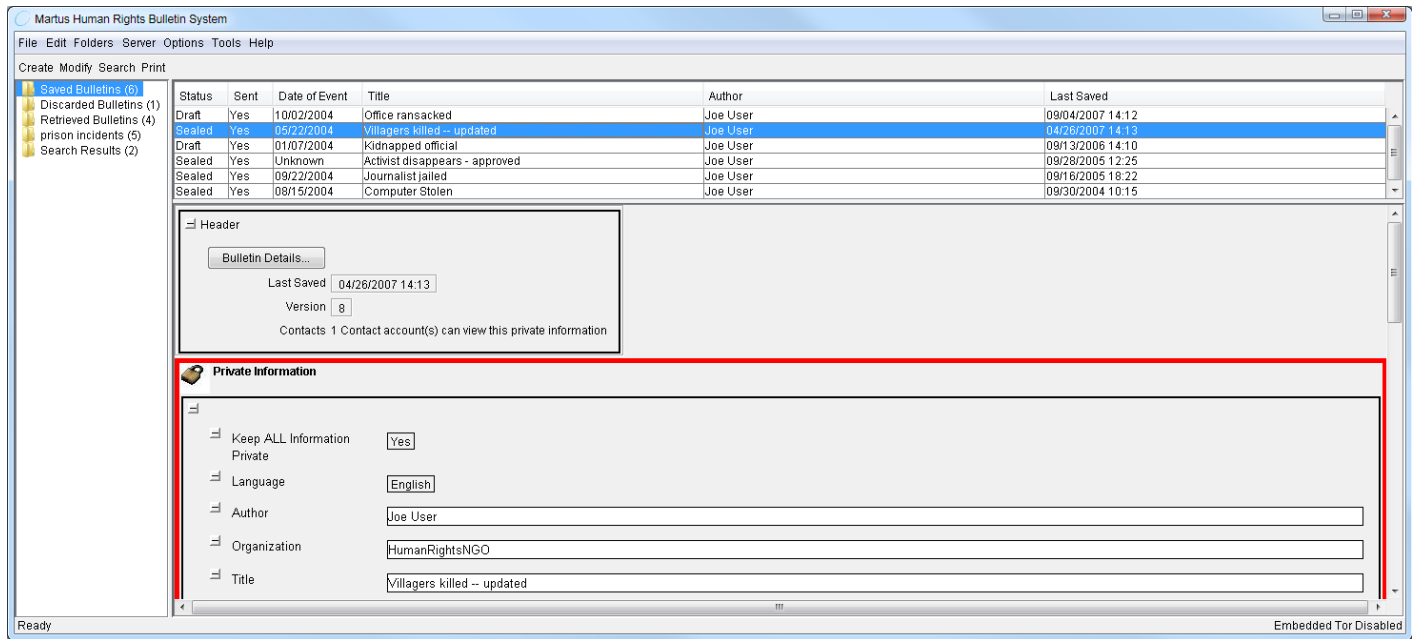 Martus Human Rights Bulletin System
File Edit Folders Server Options Tools Help
Create Modify Search Print
Saved Bulletins (6)
Discarded Bulletins (1)
Retrieved Bulletins (4)
prison incidents (5)
Search Results (2)
Status Sent Date of Event Title Author Last Saved
Draft Yes 10/02/2004 Office ransacked Joe User 09/04/2007 14:12
Sealed Yes 05/22/2004 Villagers killed -- updated Joe User 04/26/2007 14:13
Draft Yes 01/07/2004 Kidnapped official Joe User 09/13/2006 14:10
Sealed Yes Unknown Activist disappears - approved Joe User 09/28/2005 12:25
Sealed Yes 09/22/2004 Journalist jailed Joe User 09/16/2005 18:22
Sealed Yes 08/15/2004 Computer Stolen Joe User 09/30/2004 10:15
Header
Bulletin Details...
Last Saved 04/26/2007 14:13
Version 8
Contacts 1 Contact account(s) can view this private information
Private Information
Keep ALL Information Yes
Private
Language English
Author Joe User
Organization HumanRightsNGO
Title Villagers killed -- updated
Ready Embedded Tor Disabled